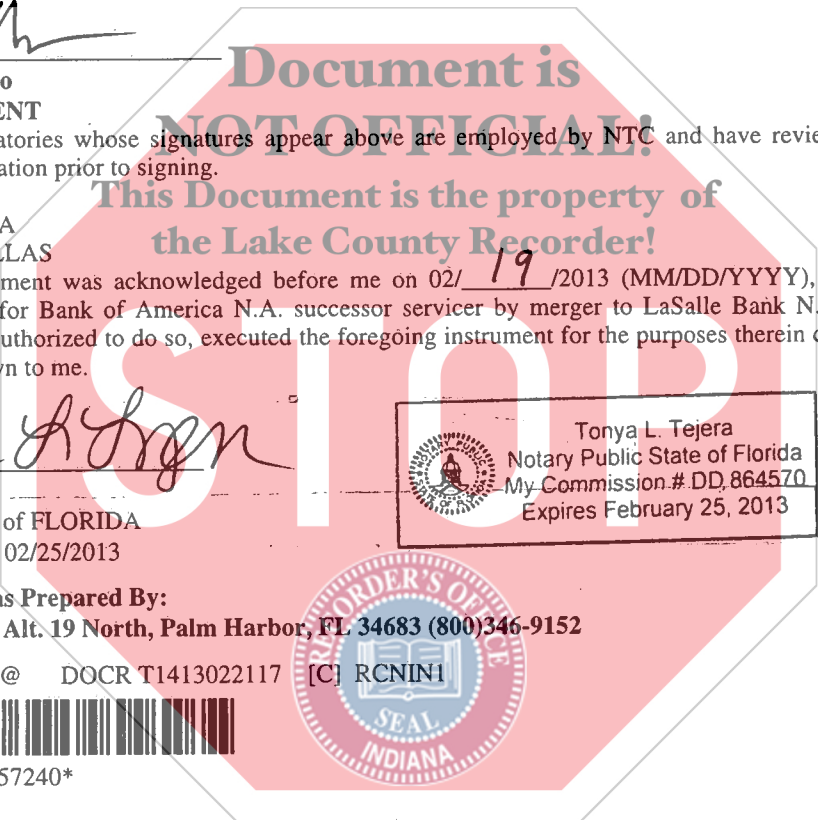 Document is
o
ENT
NOT OFFICIAL!
atories whose signatures appear above are employed by NTC and have revie
ation prior to signing.
This Document is the property of
A
the Lake County Recorder!
LLAS
ment was acknowledged before me on 02/ 19 /2013 (MM/DD/YYYY),
for Bank of America N.A. successor servicer by merger to LaSalle Bank N.
uthorized to do so, executed the foregoing instrument for the purposes therein c
wn to me.
STOP
Tonya L. Tejera
Notary Public State of Florida
My Commission # DD 864570
Expires February 25, 2013
NOTARY PUBLIC
of FLORIDA
02/25/2013
as Prepared By:
Alt. 19 North, Palm Harbor, FL 34683 (800)346-9152
@ DOCR T1413022117 [C] RCNIN1
RECORDER'S OFFICE
SEAL
INDIANA
57240*